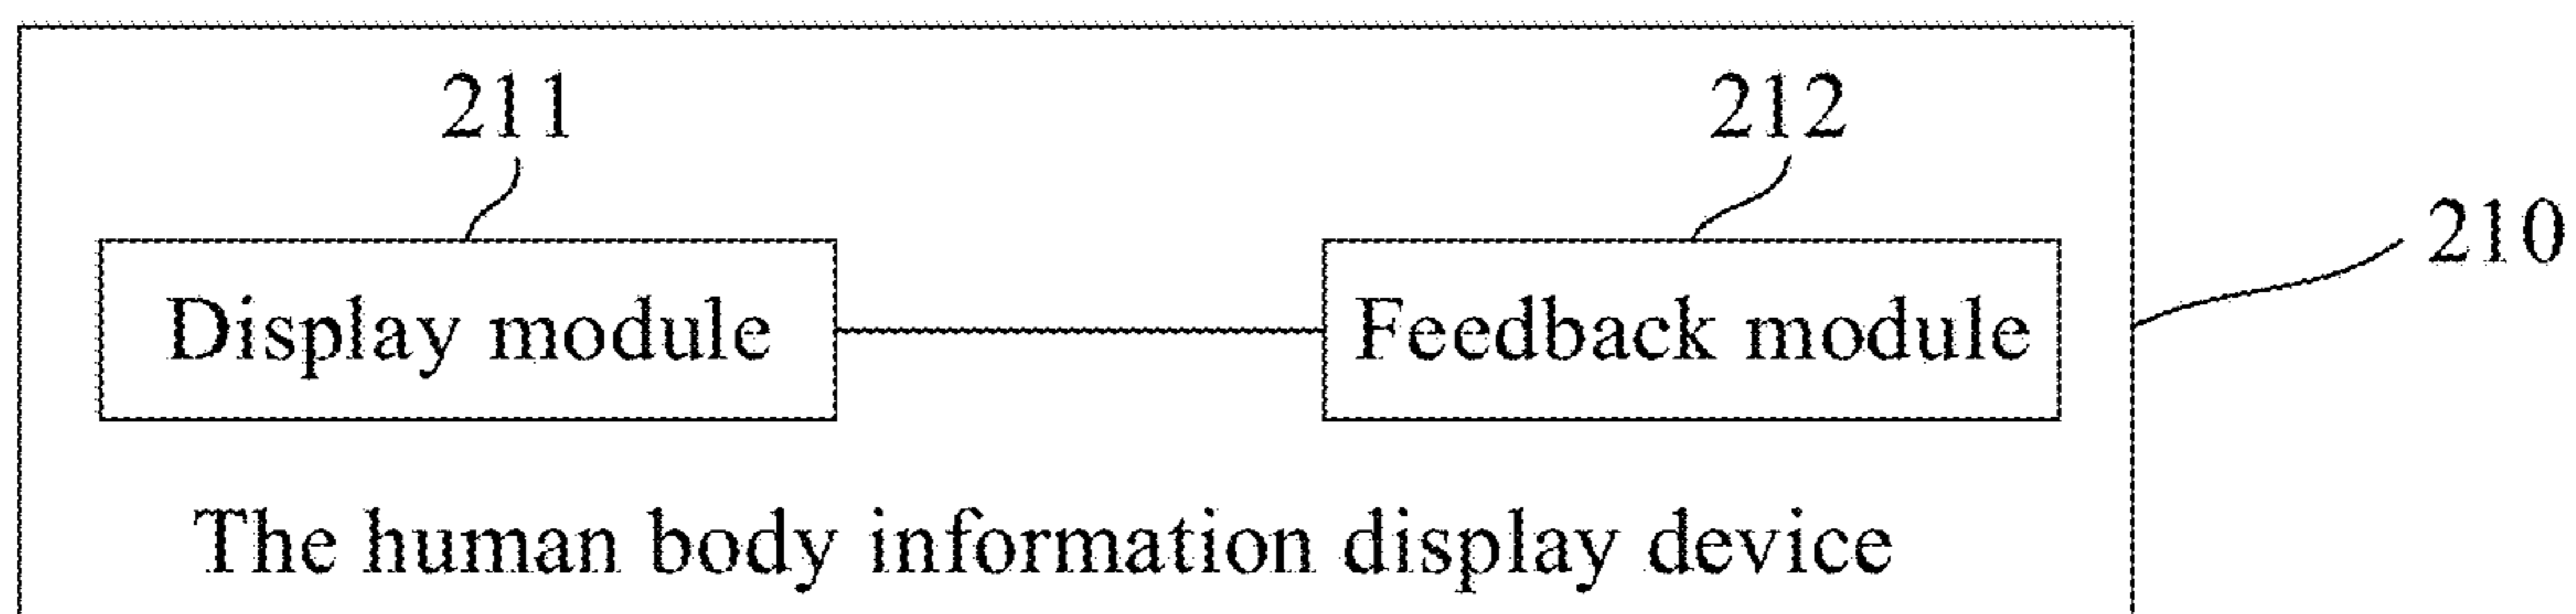 211 212
210
Display module Feedback module
The human body information display device